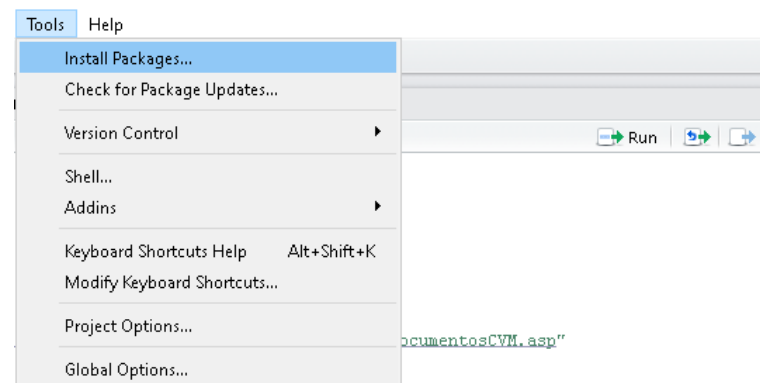 Tools Help
Install Packages...
Check for Package Updates...
Version Control
Run
Shell...
Addins
Keyboard Shortcuts Help Alt+Shift+K
Modify Keyboard Shortcuts...
Project Options...
ocumentosCVM.asp"
Global Options...